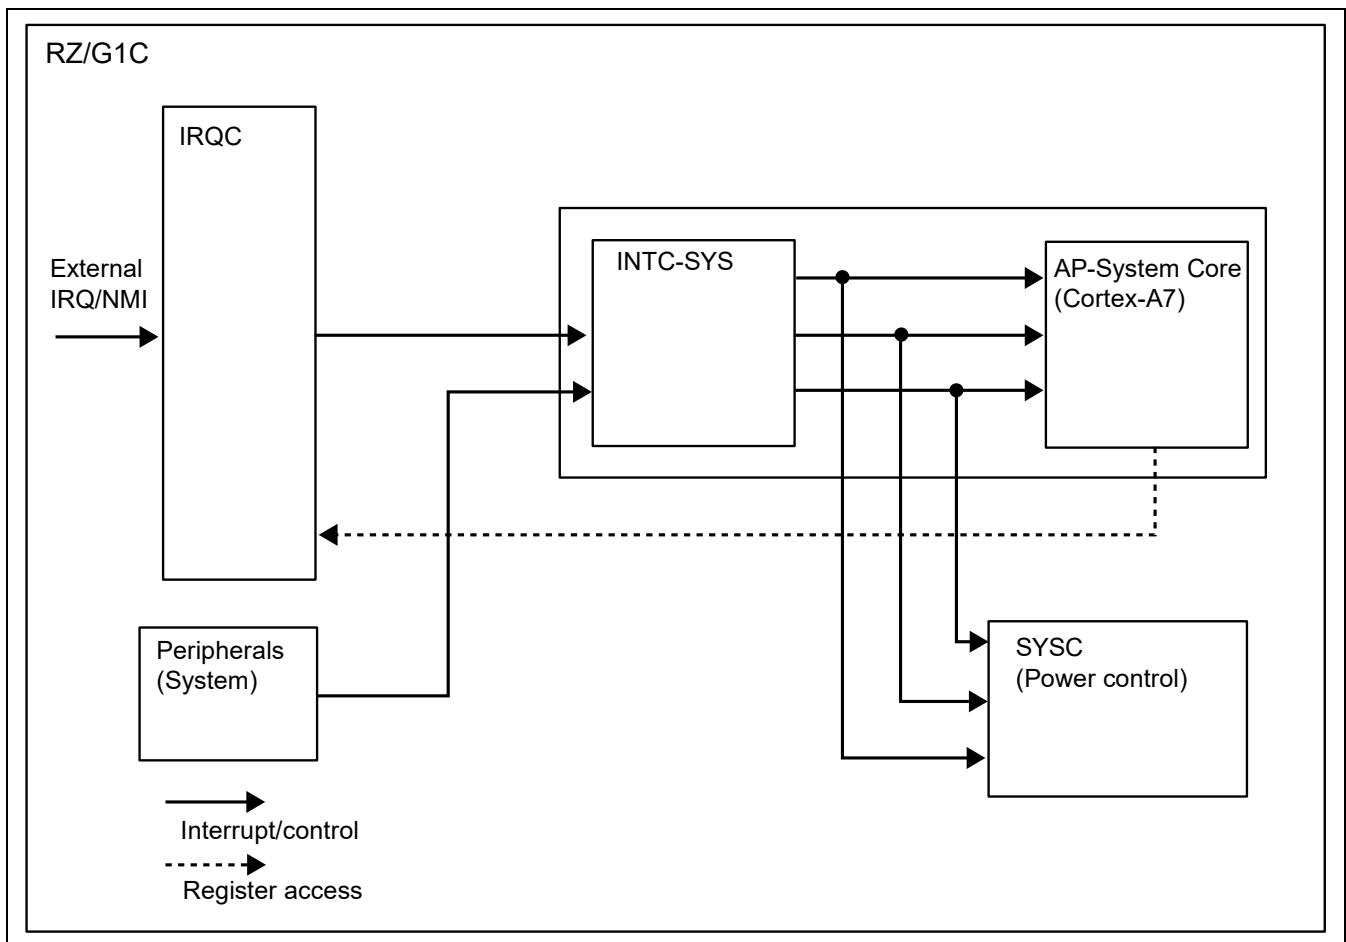 RZ/G1C
IRQC
External
IRQ/NMI
INTC-SYS
AP-System Core
(Cortex-A7)
Peripherals
(System)
SYSC
(Power control)
Interrupt/control
Register access